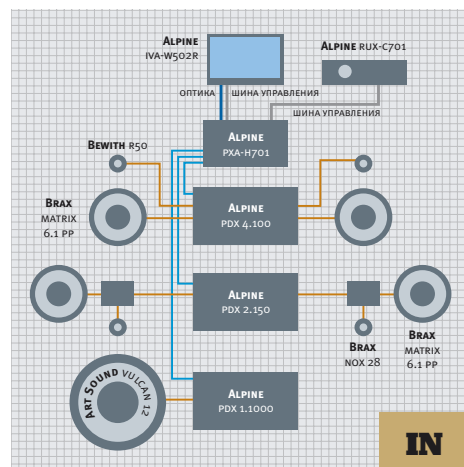 ALPINE
IVA-W502R
ALPINE RUX-C701
ОПТИКА
ШИНА УПРАВЛЕНИЯ
ШИНА УПРАВЛЕНИЯ
ALPINE
PXA-H701
BEWITH R50
BRAX
MATRIX
6.1 PP
ALPINE
PDX 4.100
ALPINE
PDX 2.150
BRAX
NOX 28
BRAX
MATRIX
6.1 PP
ART SOUND VULCAN 12
ALPINE
PDX 1.1000
IN